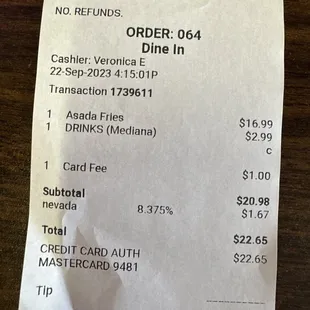 NO. REFUNDS.
ORDER: 064
Dine In
Cashier: Veronica E
22-Sep-2023 4:15:01P
Transaction 1739611
1 Asada Fries $16.99
1 DRINKS (Mediana) $2.99
c
1 Card Fee $1.00
Subtotal $20.98
nevada 8.375% $1.67
Total $22.65
CREDIT CARD AUTH $22.65
MASTERCARD 9481
Tip